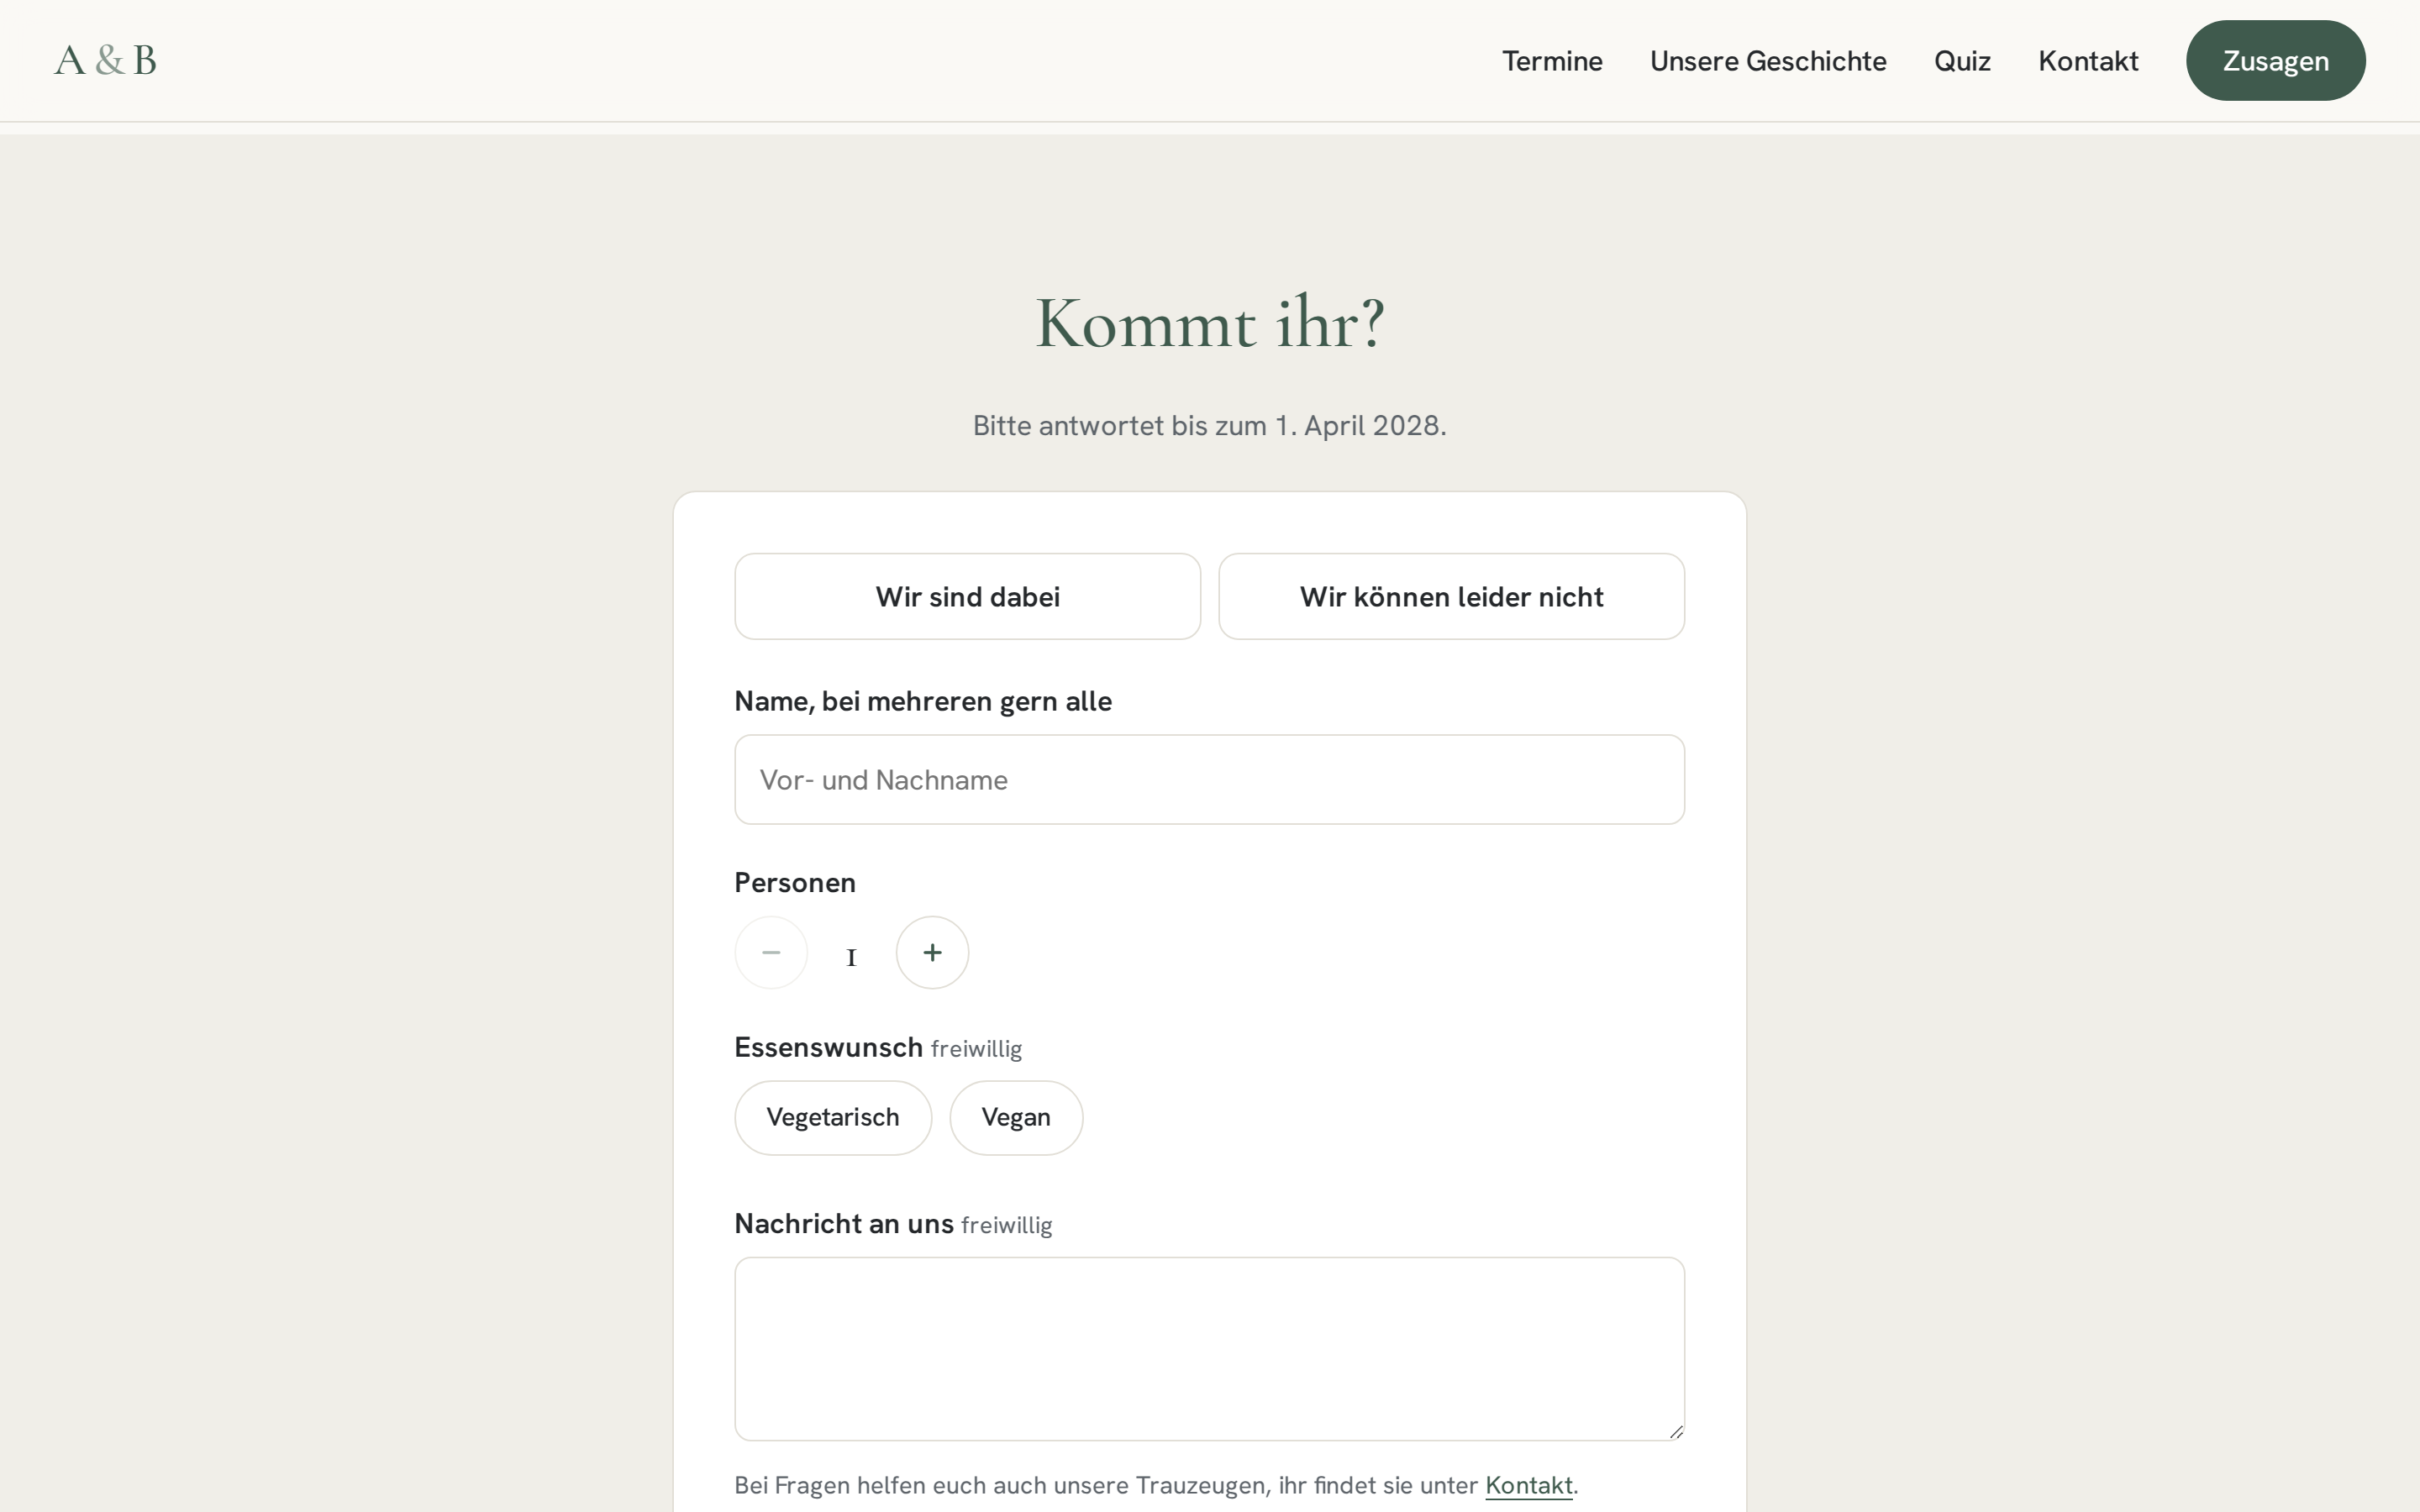 A & B
Termine Unsere Geschichte Quiz Kontakt Zusagen
Kommt ihr?
Bitte antwortet bis zum 1. April 2028.
Wir sind dabei Wir können leider nicht
Name, bei mehreren gern alle
Vor- und Nachname
Personen
− 1 +
Essenswunsch freiwillig
Vegetarisch Vegan
Nachricht an uns freiwillig
Bei Fragen helfen euch auch unsere Trauzeugen, ihr findet sie unter Kontakt.